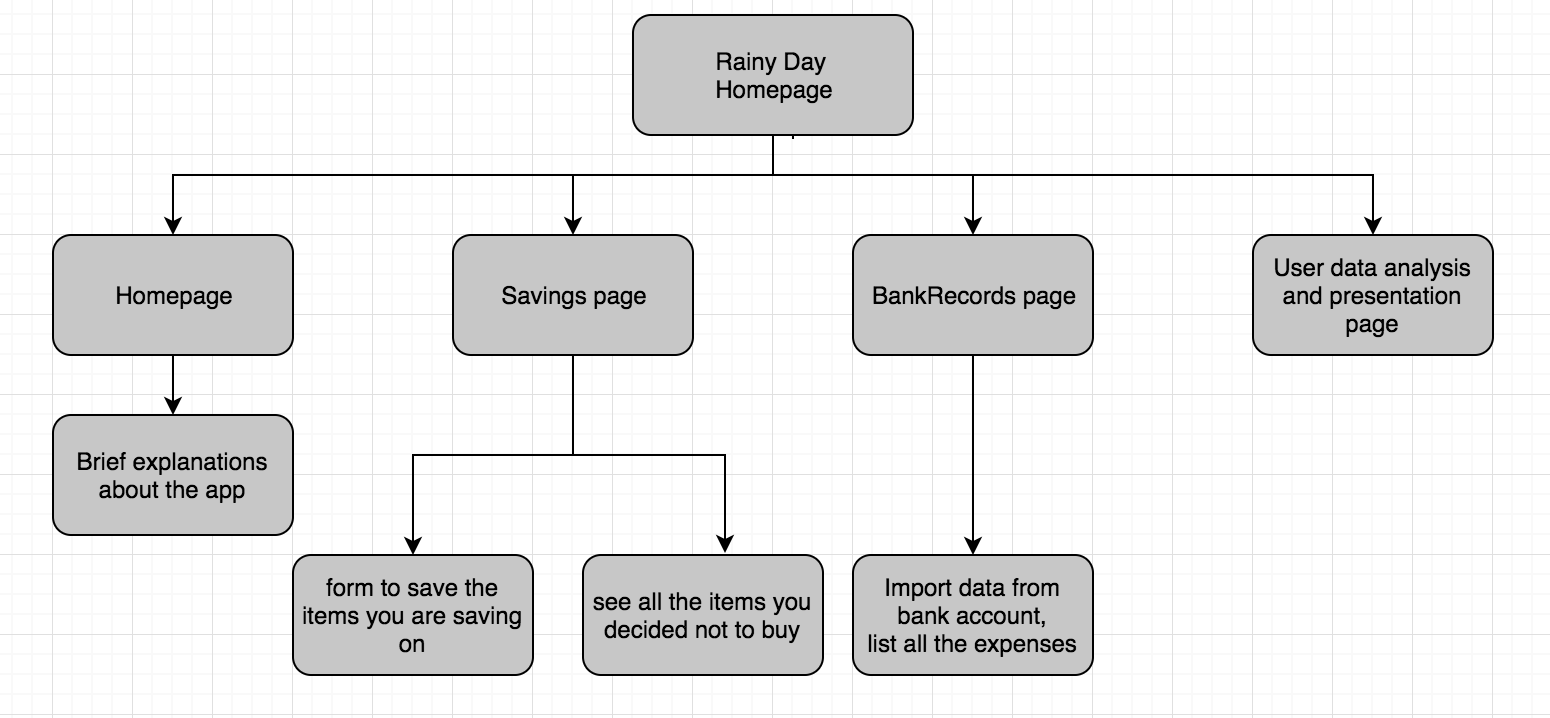 Rainy Day
Homepage
Homepage
Savings page
BankRecords page
User data analysis
and presentation
page
Brief explanations
about the app
form to save the
items you are saving
on
see all the items you
decided not to buy
Import data from
bank account,
list all the expenses